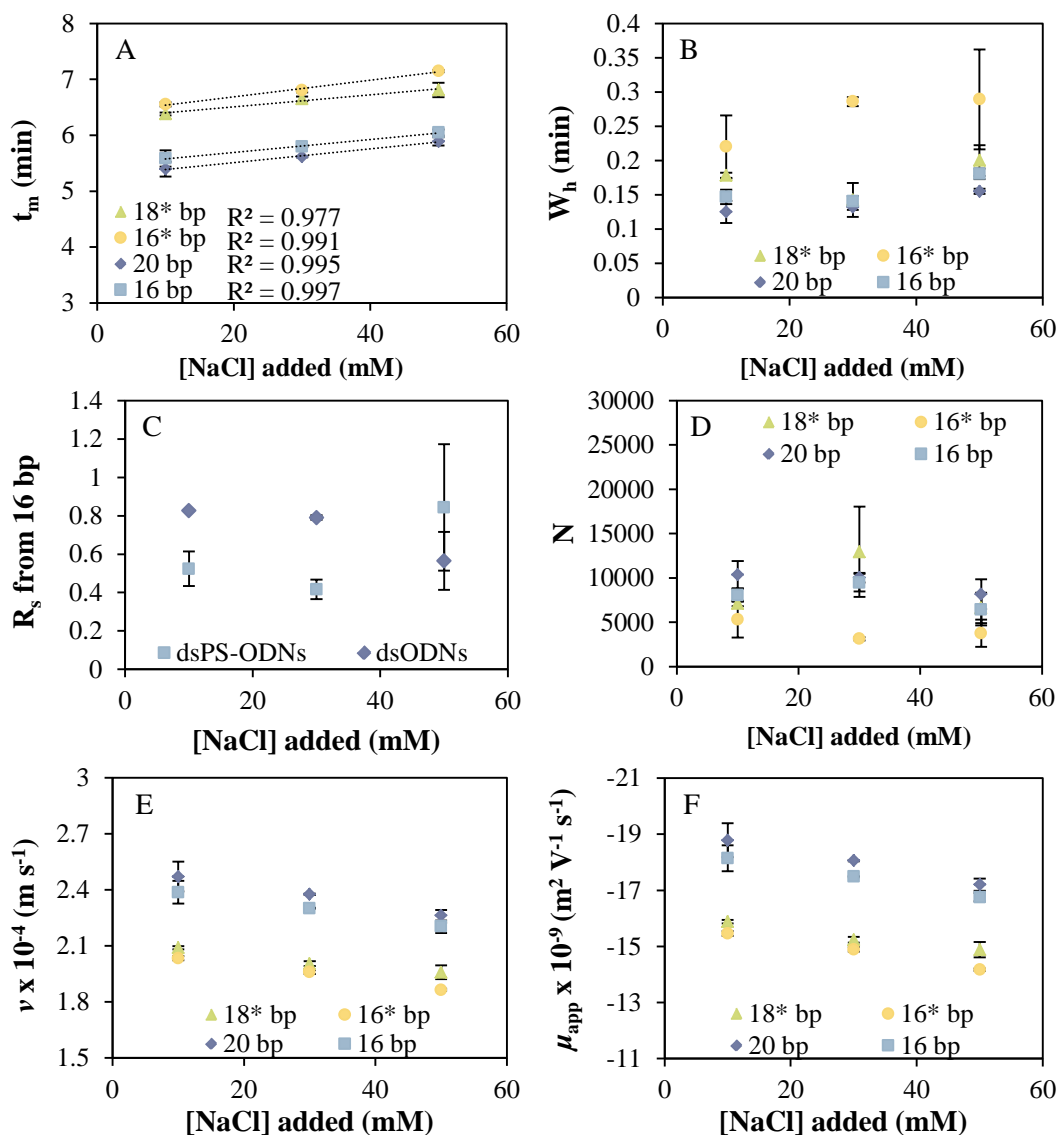 A
t_m (min)
8
7
6
5
4
3
18* bp R² = 0.977
16* bp R² = 0.991
20 bp R² = 0.995
16 bp R² = 0.997
0 20 40 60
[NaCl] added (mM)
B
W_h (min)
0.4
0.35
0.3
0.25
0.2
0.15
0.1
0.05
0
18* bp 16* bp
20 bp 16 bp
0 20 40 60
[NaCl] added (mM)
C
R_s from 16 bp
1.4
1.2
1
0.8
0.6
0.4
0.2
0
dsPS-ODNs dsODNs
0 20 40 60
[NaCl] added (mM)
D
N
30000
25000
20000
15000
10000
5000
0
18* bp 16* bp
20 bp 16 bp
0 20 40 60
[NaCl] added (mM)
E
v x 10⁻⁴ (m s⁻¹)
3
2.7
2.4
2.1
1.8
1.5
18* bp 16* bp
20 bp 16 bp
0 20 40 60
[NaCl] added (mM)
F
μ_app x 10⁻⁹ (m² V⁻¹ s⁻¹)
-21
-19
-17
-15
-13
-11
18* bp 16* bp
20 bp 16 bp
0 20 40 60
[NaCl] added (mM)